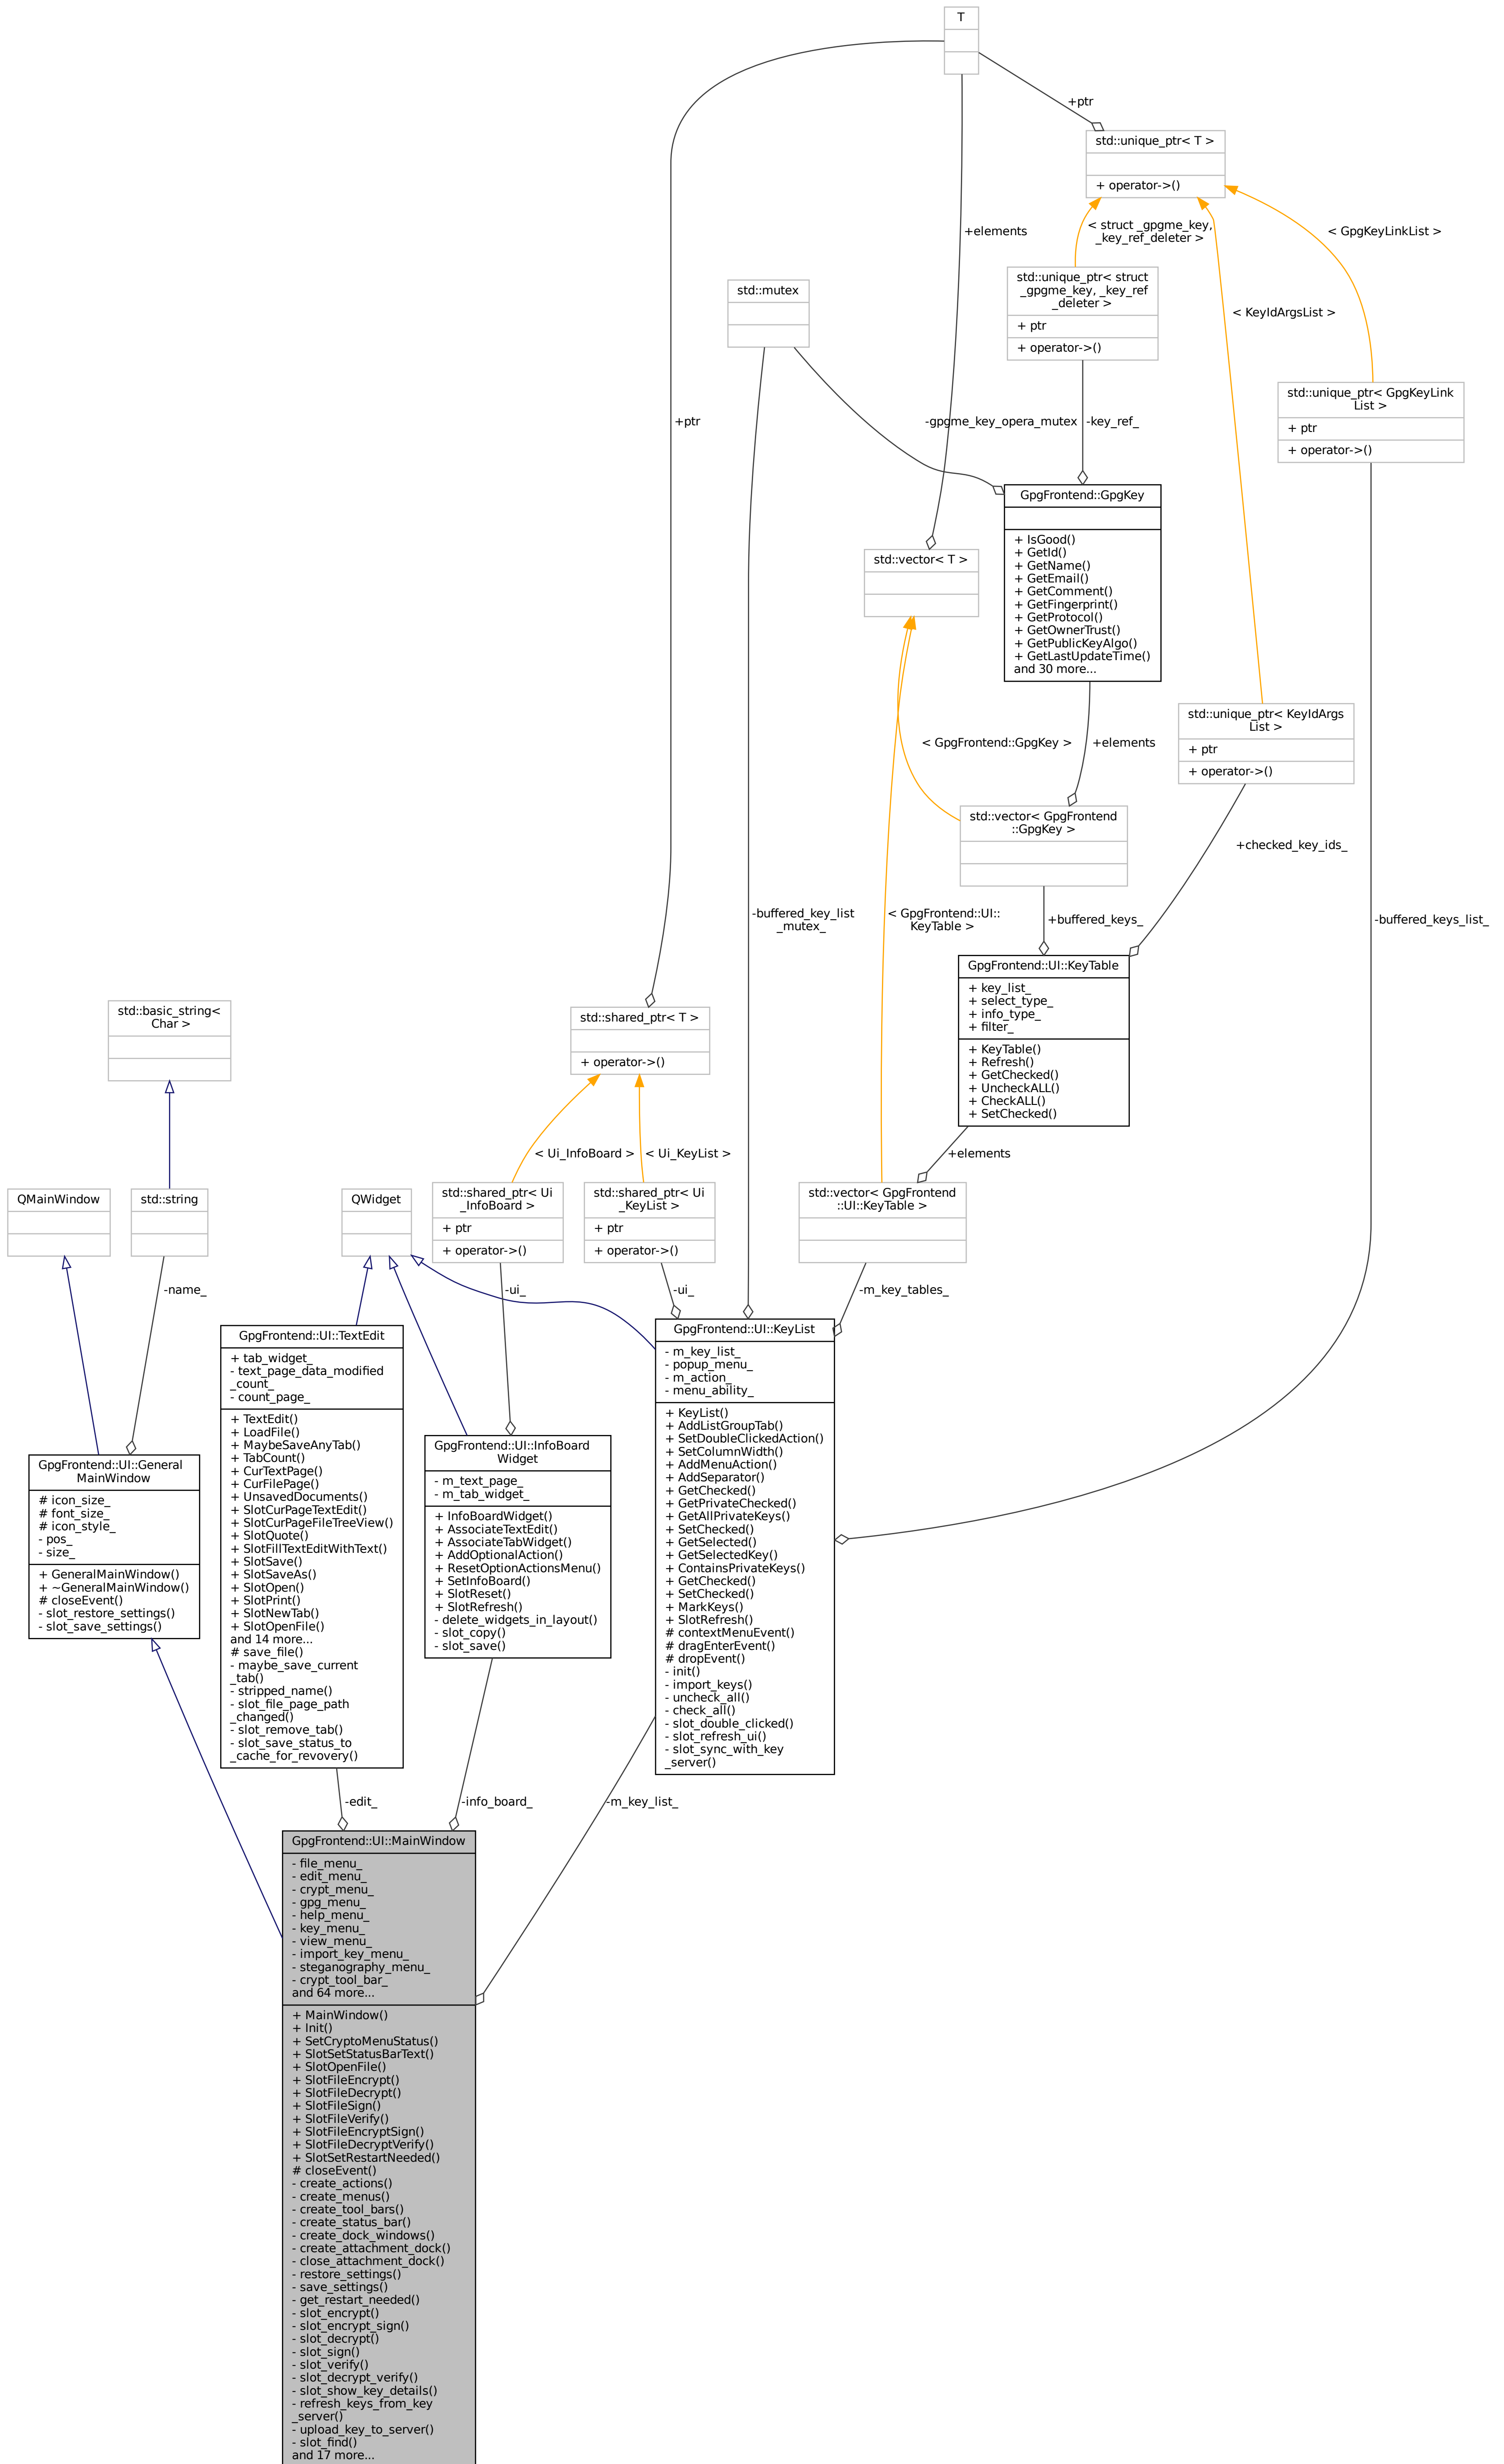 T
+ptr
std::unique_ptr< T >
+ operator->()
+elements
< struct _gpgme_key,
_key_ref_deleter >
< GpgKeyLinkList >
std::unique_ptr< struct
_gpgme_key, _key_ref
_deleter >
+ ptr
+ operator->()
std::mutex
< KeyIdArgsList >
std::unique_ptr< GpgKeyLink
List >
+ ptr
+ operator->()
+ptr
-gpgme_key_opera_mutex
-key_ref_
GpgFrontend::GpgKey
+ IsGood()
+ GetId()
+ GetName()
+ GetEmail()
+ GetComment()
+ GetFingerprint()
+ GetProtocol()
+ GetOwnerTrust()
+ GetPublicKeyAlgo()
+ GetLastUpdateTime()
and 30 more...
std::vector< T >
std::unique_ptr< KeyIdArgs
List >
+ ptr
+ operator->()
< GpgFrontend::GpgKey >
+elements
std::vector< GpgFrontend
::GpgKey >
+checked_key_ids_
-buffered_key_list
_mutex_
< GpgFrontend::UI::
KeyTable >
+buffered_keys_
-buffered_keys_list_
GpgFrontend::UI::KeyTable
+ key_list_
+ select_type_
+ info_type_
+ filter_
+ KeyTable()
+ Refresh()
+ GetChecked()
+ UncheckALL()
+ CheckALL()
+ SetChecked()
std::basic_string<
Char >
std::shared_ptr< T >
+ operator->()
< Ui_InfoBoard >
< Ui_KeyList >
+elements
QMainWindow
std::string
QWidget
std::shared_ptr< Ui
_InfoBoard >
+ ptr
+ operator->()
std::shared_ptr< Ui
_KeyList >
+ ptr
+ operator->()
std::vector< GpgFrontend
::UI::KeyTable >
-name_
-ui_
-ui_
-m_key_tables_
GpgFrontend::UI::TextEdit
+ tab_widget_
- text_page_data_modified
_count_
- count_page_
+ TextEdit()
+ LoadFile()
+ MaybeSaveAnyTab()
+ TabCount()
+ CurTextPage()
+ CurFilePage()
+ UnsavedDocuments()
+ SlotCurPageTextEdit()
+ SlotCurPageFileTreeView()
+ SlotQuote()
+ SlotFillTextEditWithText()
+ SlotSave()
+ SlotSaveAs()
+ SlotOpen()
+ SlotPrint()
+ SlotNewTab()
+ SlotOpenFile()
and 14 more...
# save_file()
- maybe_save_current
_tab()
- stripped_name()
- slot_file_page_path
_changed()
- slot_remove_tab()
- slot_save_status_to
_cache_for_revovery()
GpgFrontend::UI::KeyList
- m_key_list_
- popup_menu_
- m_action_
- menu_ability_
+ KeyList()
+ AddListGroupTab()
+ SetDoubleClickedAction()
+ SetColumnWidth()
+ AddMenuAction()
+ AddSeparator()
+ GetChecked()
+ GetPrivateChecked()
+ GetAllPrivateKeys()
+ SetChecked()
+ GetSelected()
+ GetSelectedKey()
+ ContainsPrivateKeys()
+ GetChecked()
+ SetChecked()
+ MarkKeys()
+ SlotRefresh()
# contextMenuEvent()
# dragEnterEvent()
# dropEvent()
- init()
- import_keys()
- uncheck_all()
- check_all()
- slot_double_clicked()
- slot_refresh_ui()
- slot_sync_with_key
_server()
GpgFrontend::UI::General
MainWindow
# icon_size_
# font_size_
# icon_style_
- pos_
- size_
+ GeneralMainWindow()
+ ~GeneralMainWindow()
# closeEvent()
- slot_restore_settings()
- slot_save_settings()
GpgFrontend::UI::InfoBoard
Widget
- m_text_page_
- m_tab_widget_
+ InfoBoardWidget()
+ AssociateTextEdit()
+ AssociateTabWidget()
+ AddOptionalAction()
+ ResetOptionActionsMenu()
+ SetInfoBoard()
+ SlotReset()
+ SlotRefresh()
- delete_widgets_in_layout()
- slot_copy()
- slot_save()
-edit_
-info_board_
-m_key_list_
GpgFrontend::UI::MainWindow
- file_menu_
- edit_menu_
- crypt_menu_
- gpg_menu_
- help_menu_
- key_menu_
- view_menu_
- import_key_menu_
- steganography_menu_
- crypt_tool_bar_
and 64 more...
+ MainWindow()
+ Init()
+ SetCryptoMenuStatus()
+ SlotSetStatusBarText()
+ SlotOpenFile()
+ SlotFileEncrypt()
+ SlotFileDecrypt()
+ SlotFileSign()
+ SlotFileVerify()
+ SlotFileEncryptSign()
+ SlotFileDecryptVerify()
+ SlotSetRestartNeeded()
# closeEvent()
- create_actions()
- create_menus()
- create_tool_bars()
- create_status_bar()
- create_dock_windows()
- create_attachment_dock()
- close_attachment_dock()
- restore_settings()
- save_settings()
- get_restart_needed()
- slot_encrypt()
- slot_encrypt_sign()
- slot_decrypt()
- slot_sign()
- slot_verify()
- slot_decrypt_verify()
- slot_show_key_details()
- refresh_keys_from_key
_server()
- upload_key_to_server()
- slot_find()
and 17 more...